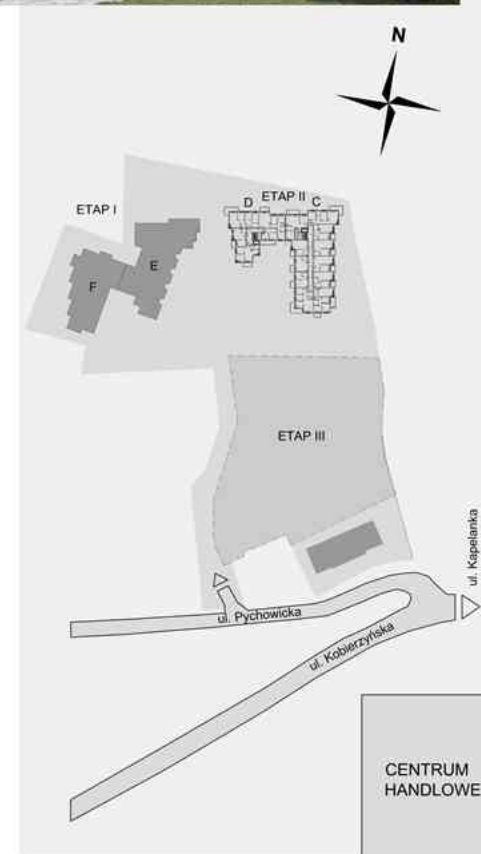 N
ETAP I
ETAP II
D
C
E
F
ETAP III
ul. Kapelanka
ul. Pychowicka
ul. Kobierzyńska
CENTRUM
HANDLOWE